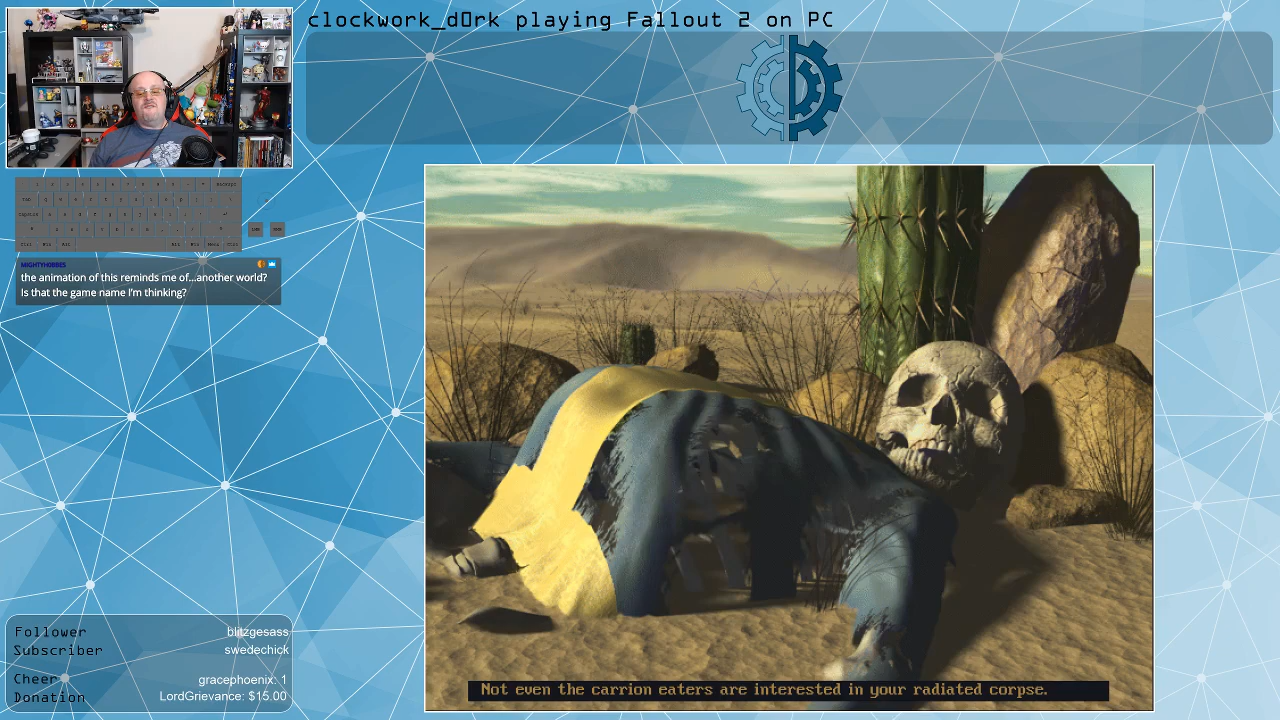 clockwork_d0rk playing Fallout 2 on PC
MIGHTYHOBBES
the animation of this reminds me of...another world?
Is that the game name I'm thinking?
Follower blitzgesass
Subscriber swedechick
Cheer gracephoenix: 1
Donation LordGrievance: $15.00
Not even the carrion eaters are interested in your radiated corpse.